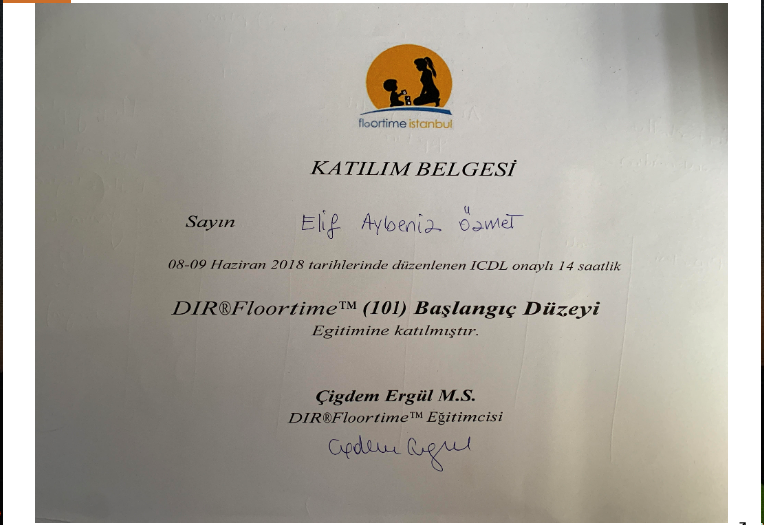 floortime istanbul
KATILIM BELGESİ
Sayın Elif Aybeniz Özmet
08-09 Haziran 2018 tarihlerinde düzenlenen ICDL onaylı 14 saatlik
DIR®Floortime™ (101) Başlangıç Düzeyi
Egitimine katılmıştır.
Çigdem Ergül M.S.
DIR®Floortime™ Eğitimcisi